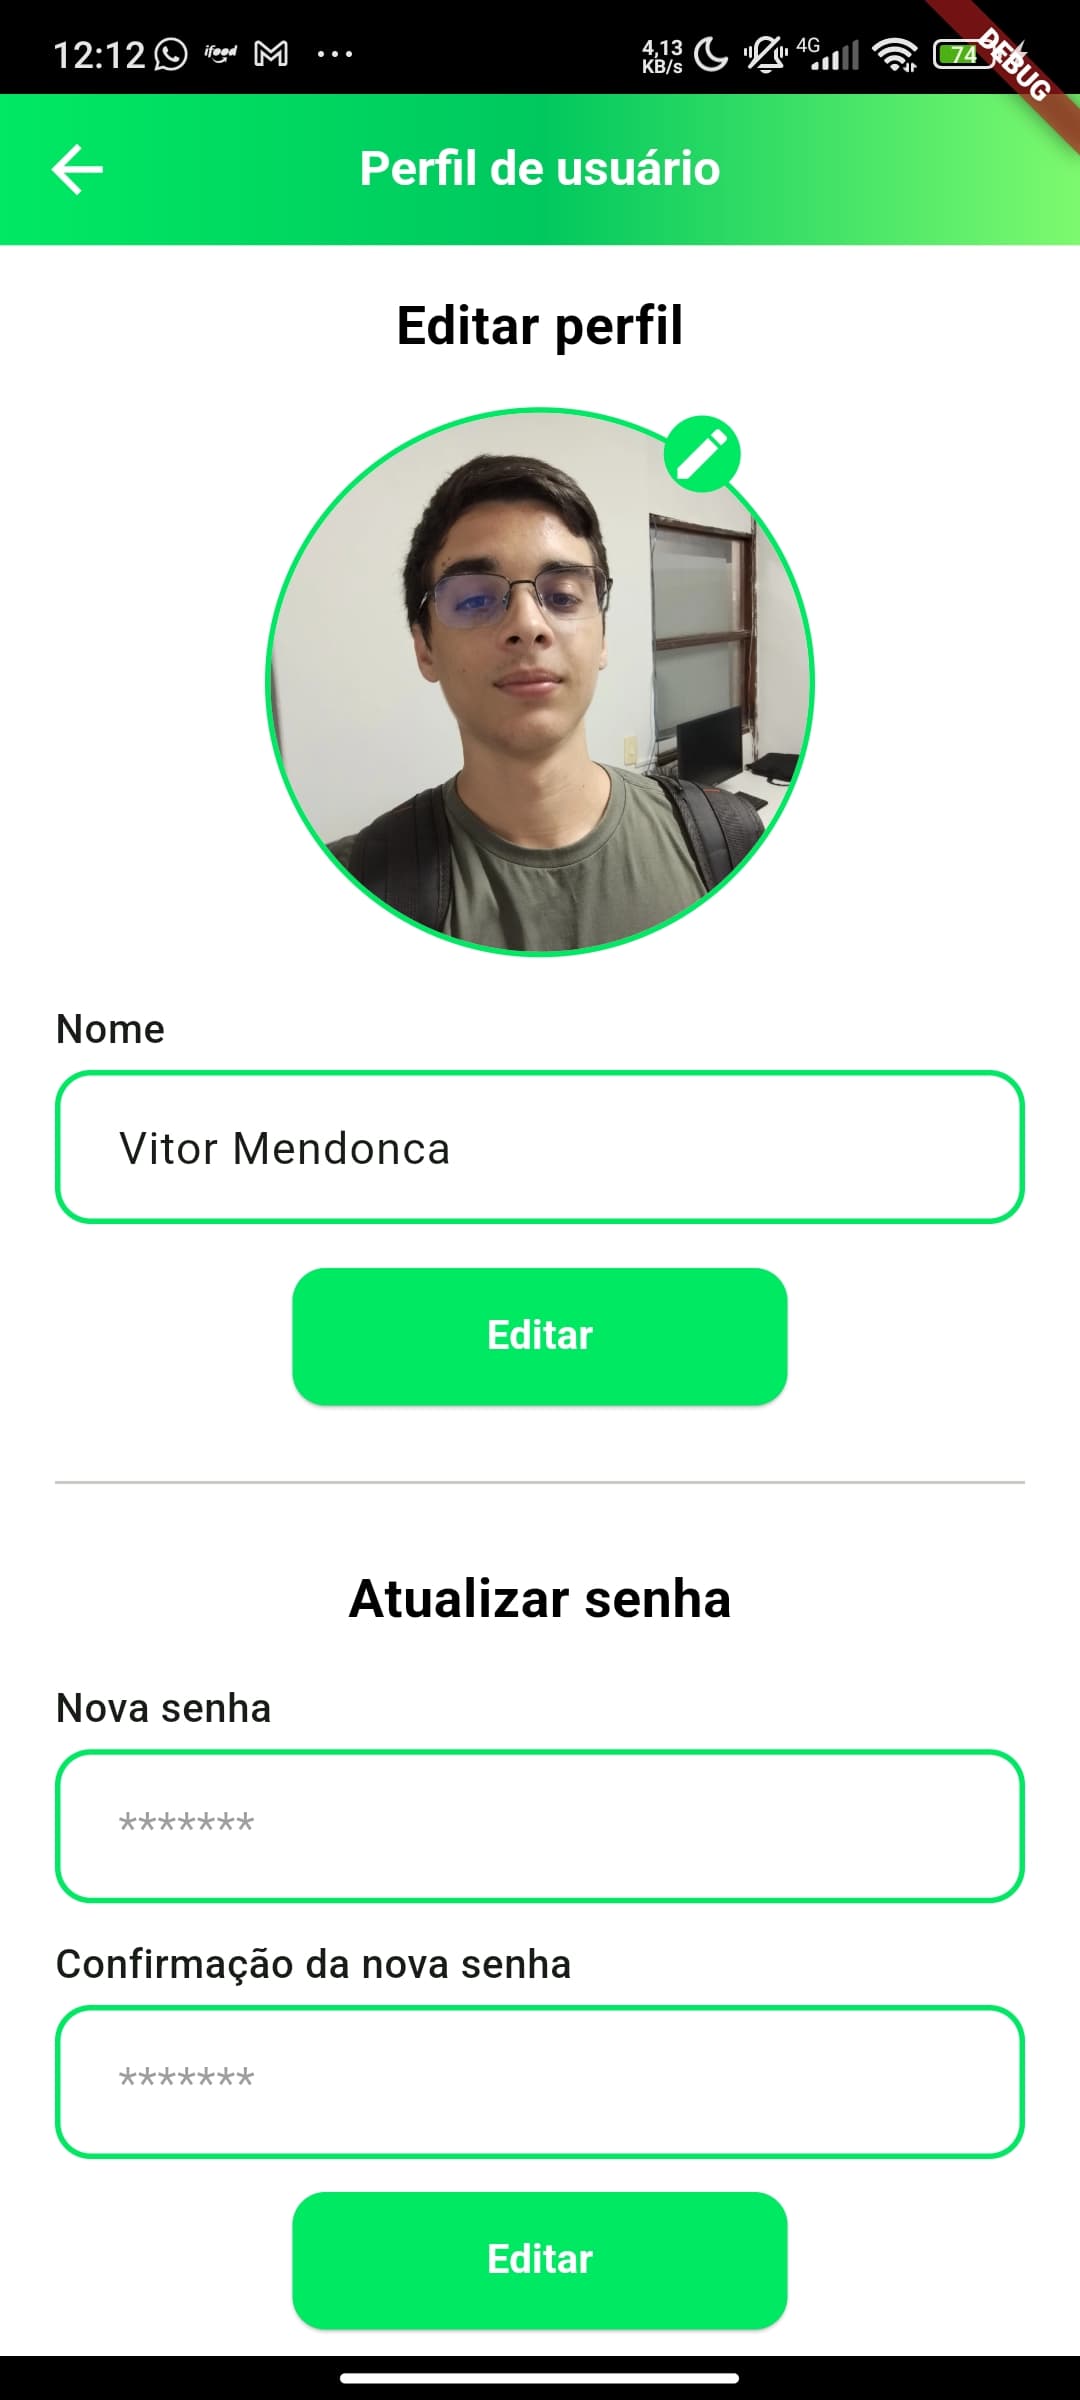 12:12 ifood 4,13 KB/s 4G 74 DEBUG
Perfil de usuário
Editar perfil
Nome
Vitor Mendonca
Editar
Atualizar senha
Nova senha
*******
Confirmação da nova senha
*******
Editar